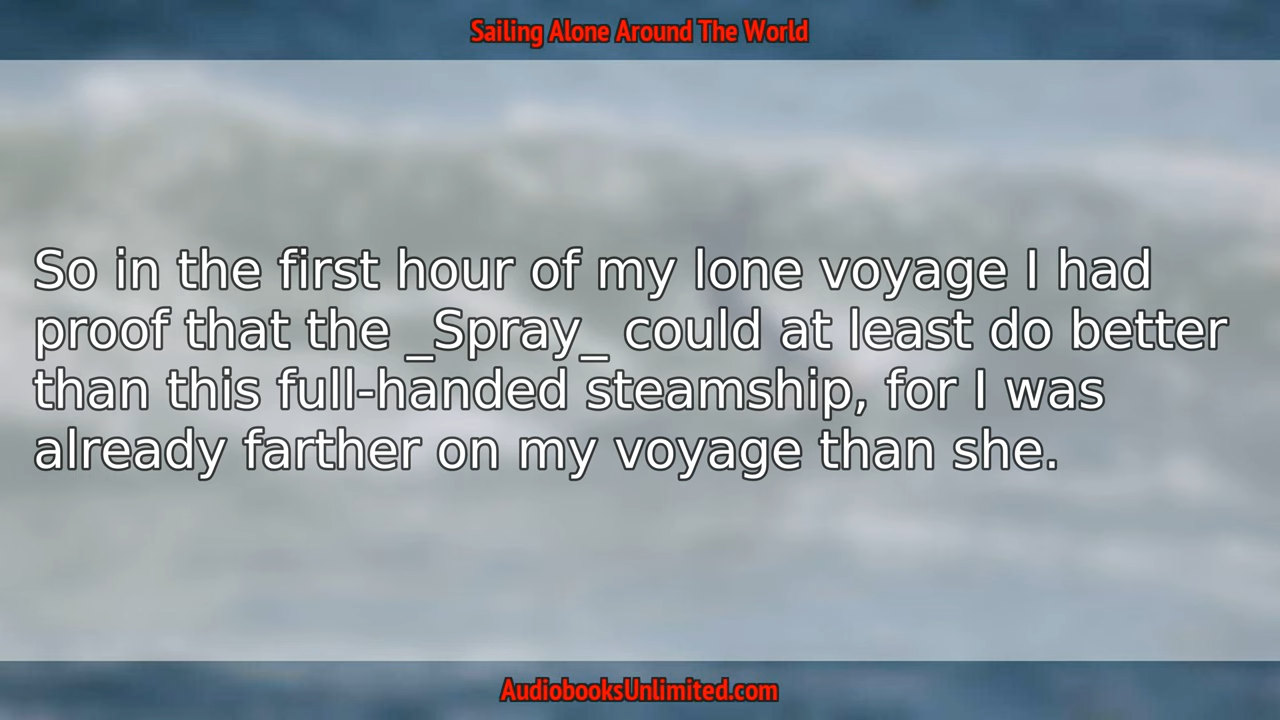 Sailing Alone Around The World
So in the first hour of my lone voyage I had
proof that the _Spray_ could at least do better
than this full-handed steamship, for I was
already farther on my voyage than she.
AudiobooksUnlimited.com